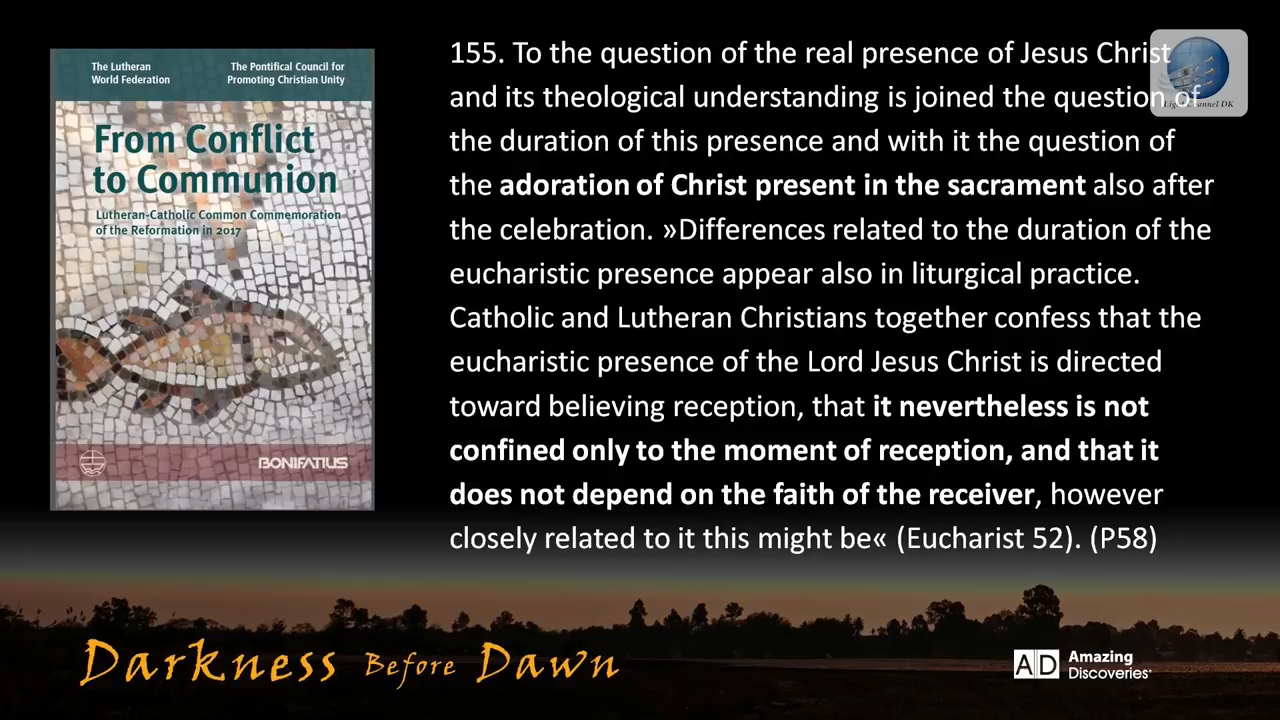 The Lutheran
World Federation
The Pontifical Council for
Promoting Christian Unity
From Conflict
to Communion
Lutheran-Catholic Common Commemoration
of the Reformation in 2017
BONIFATIUS
155. To the question of the real presence of Jesus Christ
and its theological understanding is joined the question of
the duration of this presence and with it the question of
the adoration of Christ present in the sacrament also after
the celebration. »Differences related to the duration of the
eucharistic presence appear also in liturgical practice.
Catholic and Lutheran Christians together confess that the
eucharistic presence of the Lord Jesus Christ is directed
toward believing reception, that it nevertheless is not
confined only to the moment of reception, and that it
does not depend on the faith of the receiver, however
closely related to it this might be« (Eucharist 52). (P58)
Channel DK
Darkness Before Dawn
AD
Amazing
Discoveries